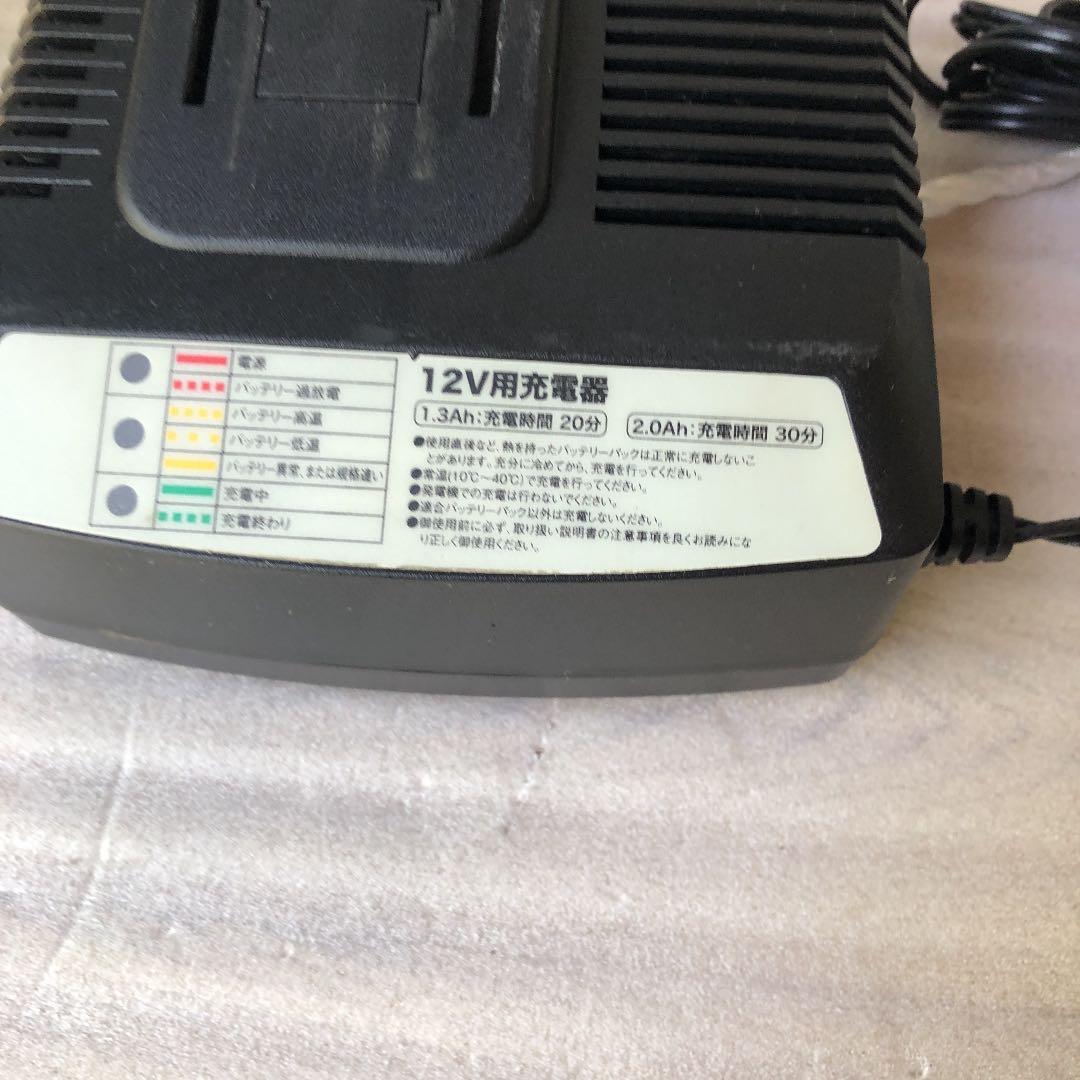 電源
バッテリー過放電
バッテリー高温
バッテリー低温
バッテリー異常、または規格違い
充電中
充電終わり
12V用充電器
1.3Ah:充電時間 20分 2.0Ah:充電時間 30分
●使用直後など、熱を持ったバッテリーパックは正常に充電しないこ
とがあります。充分に冷めてから、充電を行ってください。
●常温(10℃〜40℃)で充電を行ってください。
●発電機での充電は行わないでください。
●適合バッテリーパック以外は充電しないください。
●御使用前に必ず、取り扱い説明書の注意事項を良くお読みにな
り正しく御使用ください。